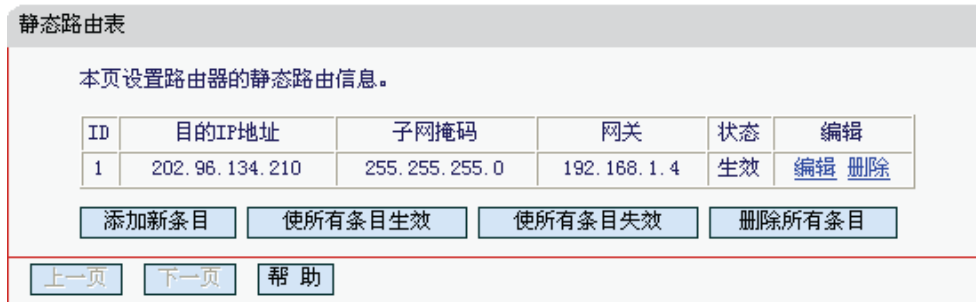 静态路由表
本页设置路由器的静态路由信息。
ID 目的IP地址 子网掩码 网关 状态 编辑
1 202.96.134.210 255.255.255.0 192.168.1.4 生效 编辑 删除
添加新条目 使所有条目生效 使所有条目失效 删除所有条目
上一页 下一页 帮 助